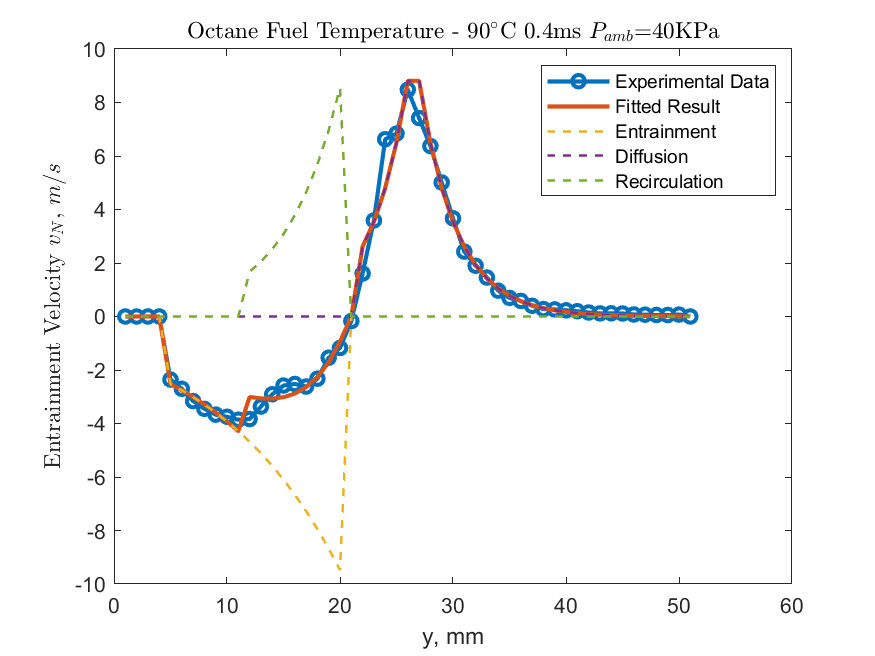 Octane Fuel Temperature - 90°C 0.4ms P_amb=40KPa
Entrainment Velocity v_N, m/s
10
8
6
4
2
0
-2
-4
-6
-8
-10
Experimental Data
Fitted Result
Entrainment
Diffusion
Recirculation
0 10 20 30 40 50 60
y, mm